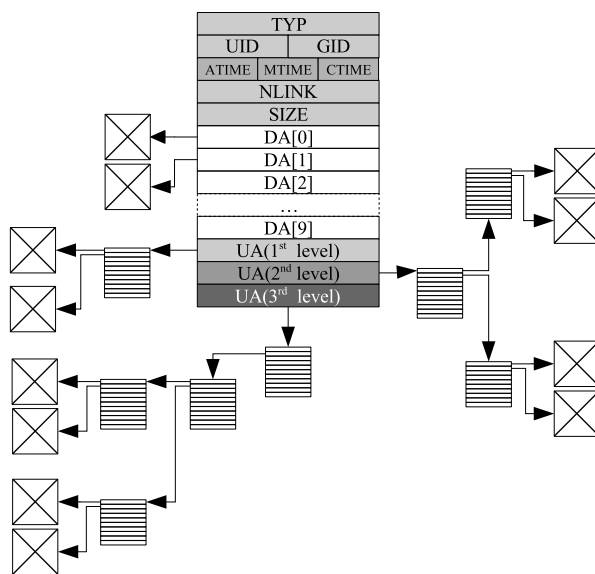 TYP
UID GID
ATIME MTIME CTIME
NLINK
SIZE
DA[0]
DA[1]
DA[2]
...
DA[9]
UA(1st level)
UA(2nd level)
UA(3rd level)